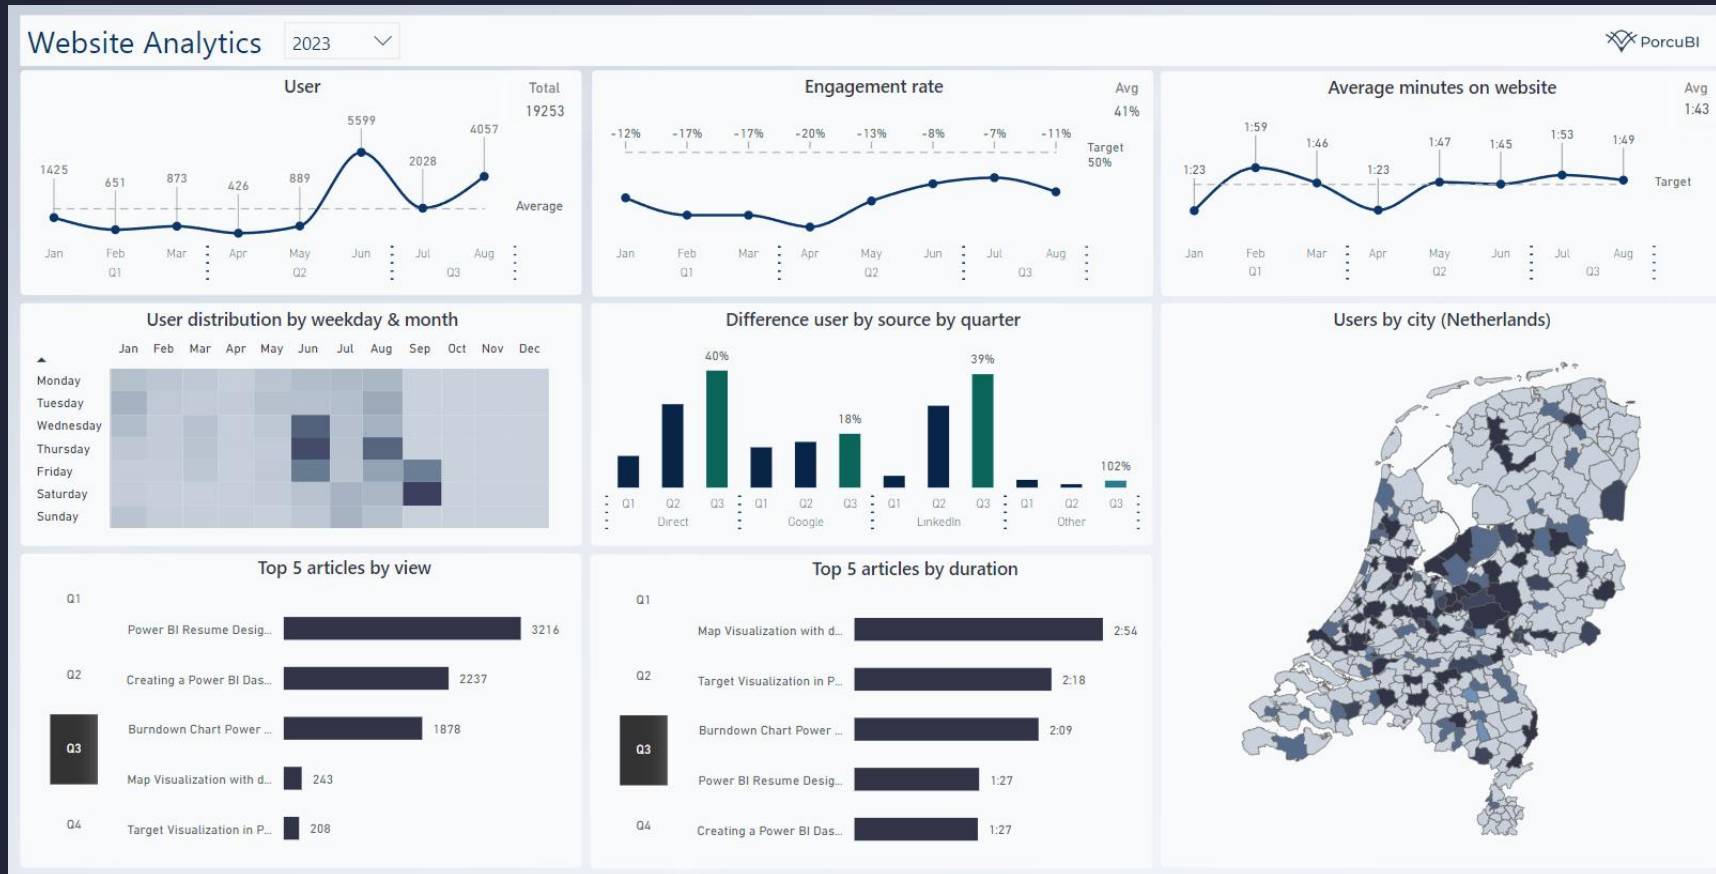 Website Analytics
2023
PorcuBI
User
Total
19253
1425
651
873
426
889
5599
2028
4057
Average
Jan Feb Mar Apr May Jun Jul Aug
Q1 Q2 Q3
Engagement rate
Avg
41%
-12% -17% -17% -20% -13% -8% -7% -11%
Target
50%
Jan Feb Mar Apr May Jun Jul Aug
Q1 Q2 Q3
Average minutes on website
Avg
1:43
1:23
1:59
1:46
1:23
1:47
1:45
1:53
1:49
Target
Jan Feb Mar Apr May Jun Jul Aug
Q1 Q2 Q3
User distribution by weekday & month
Jan Feb Mar Apr May Jun Jul Aug Sep Oct Nov Dec
Monday
Tuesday
Wednesday
Thursday
Friday
Saturday
Sunday
Difference user by source by quarter
40%
18%
39%
102%
Q1 Q2 Q3 Q1 Q2 Q3 Q1 Q2 Q3 Q1 Q2 Q3
Direct Google LinkedIn Other
Users by city (Netherlands)
Top 5 articles by view
Q1
Q2
Q3
Q4
Power BI Resume Desig... 3216
Creating a Power BI Das... 2237
Burndown Chart Power ... 1878
Map Visualization with d... 243
Target Visualization in P... 208
Top 5 articles by duration
Q1
Q2
Q3
Q4
Map Visualization with d... 2:54
Target Visualization in P... 2:18
Burndown Chart Power ... 2:09
Power BI Resume Desig... 1:27
Creating a Power BI Das... 1:27